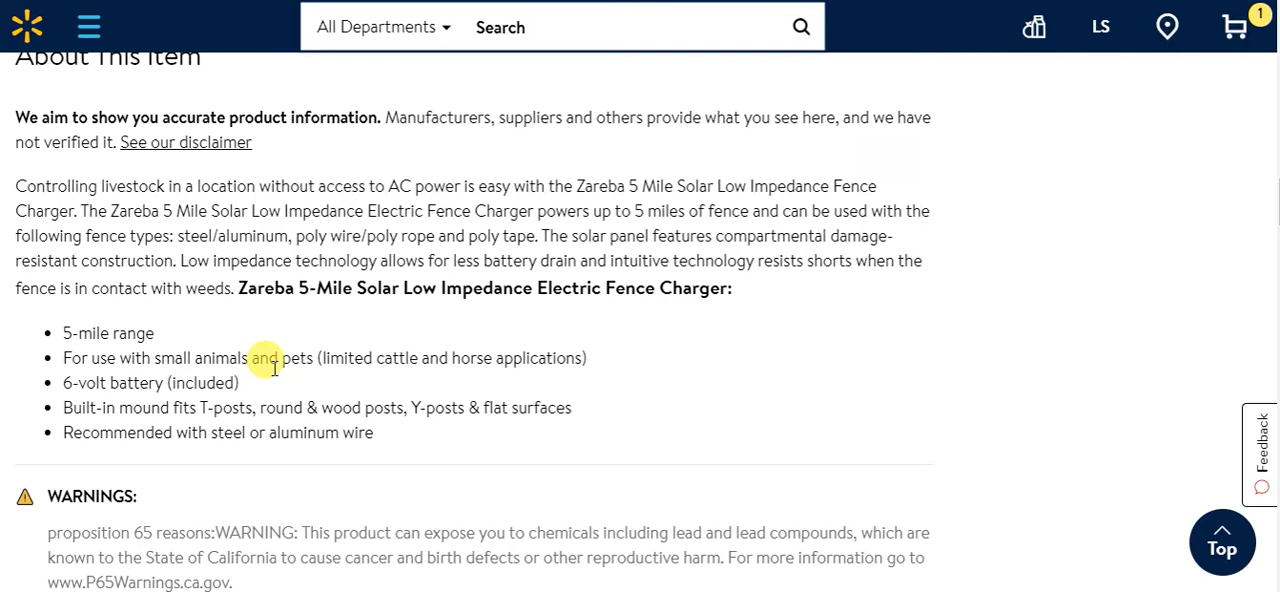 All Departments
Search
LS
1
About This Item
We aim to show you accurate product information. Manufacturers, suppliers and others provide what you see here, and we have
not verified it. See our disclaimer
Controlling livestock in a location without access to AC power is easy with the Zareba 5 Mile Solar Low Impedance Fence
Charger. The Zareba 5 Mile Solar Low Impedance Electric Fence Charger powers up to 5 miles of fence and can be used with the
following fence types: steel/aluminum, poly wire/poly rope and poly tape. The solar panel features compartmental damage-
resistant construction. Low impedance technology allows for less battery drain and intuitive technology resists shorts when the
fence is in contact with weeds. Zareba 5-Mile Solar Low Impedance Electric Fence Charger:
• 5-mile range
• For use with small animals and pets (limited cattle and horse applications)
• 6-volt battery (included)
• Built-in mound fits T-posts, round & wood posts, Y-posts & flat surfaces
• Recommended with steel or aluminum wire
Feedback
WARNINGS:
proposition 65 reasons:WARNING: This product can expose you to chemicals including lead and lead compounds, which are
known to the State of California to cause cancer and birth defects or other reproductive harm. For more information go to
www.P65Warnings.ca.gov.
Top